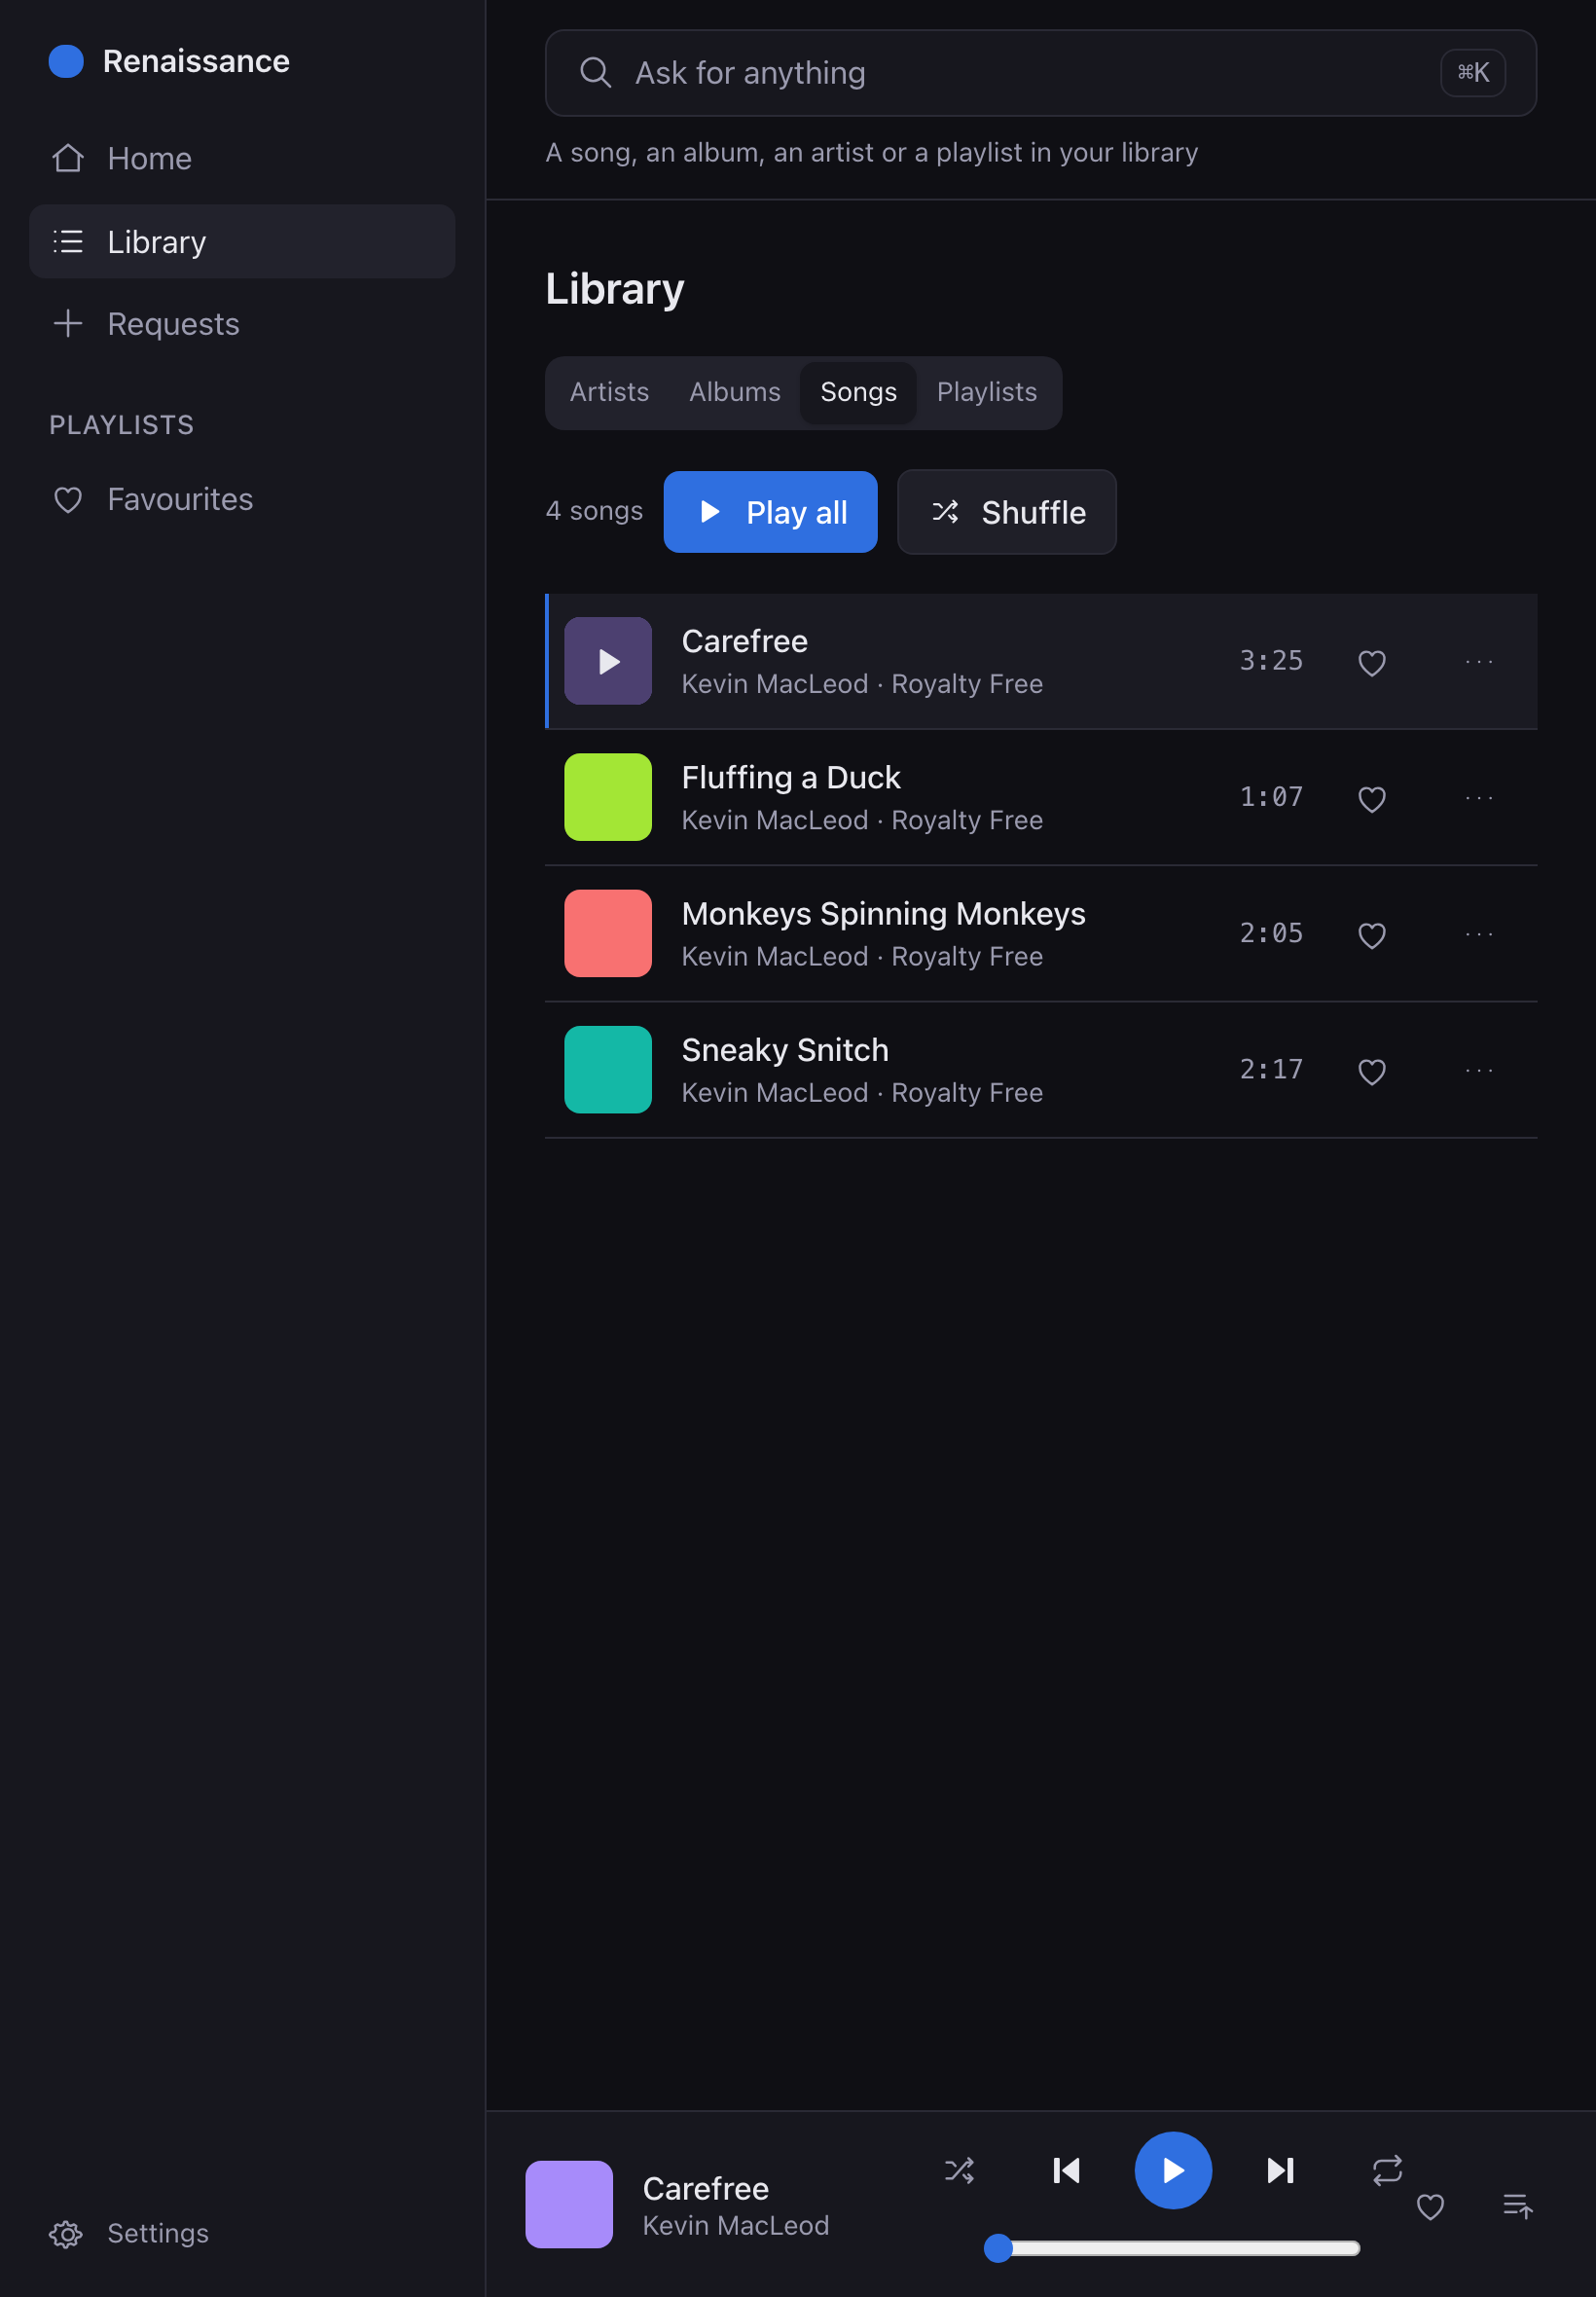 Renaissance
Home
Library
Requests
PLAYLISTS
Favourites
Settings
Ask for anything
⌘K
A song, an album, an artist or a playlist in your library
Library
Artists Albums Songs Playlists
4 songs Play all Shuffle
Carefree
Kevin MacLeod · Royalty Free
3:25
Fluffing a Duck
Kevin MacLeod · Royalty Free
1:07
Monkeys Spinning Monkeys
Kevin MacLeod · Royalty Free
2:05
Sneaky Snitch
Kevin MacLeod · Royalty Free
2:17
Carefree
Kevin MacLeod